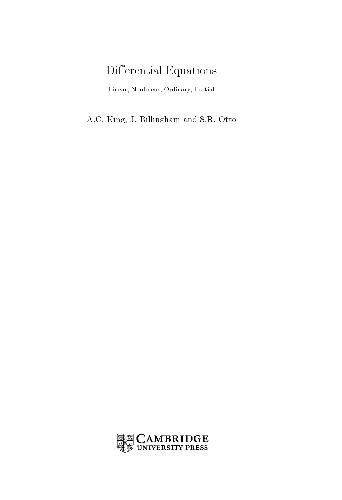 Differential Equations
Linear, Nonlinear, Ordinary, Partial
A.C. King, J. Billingham and S.R. Otto
CAMBRIDGE
UNIVERSITY PRESS